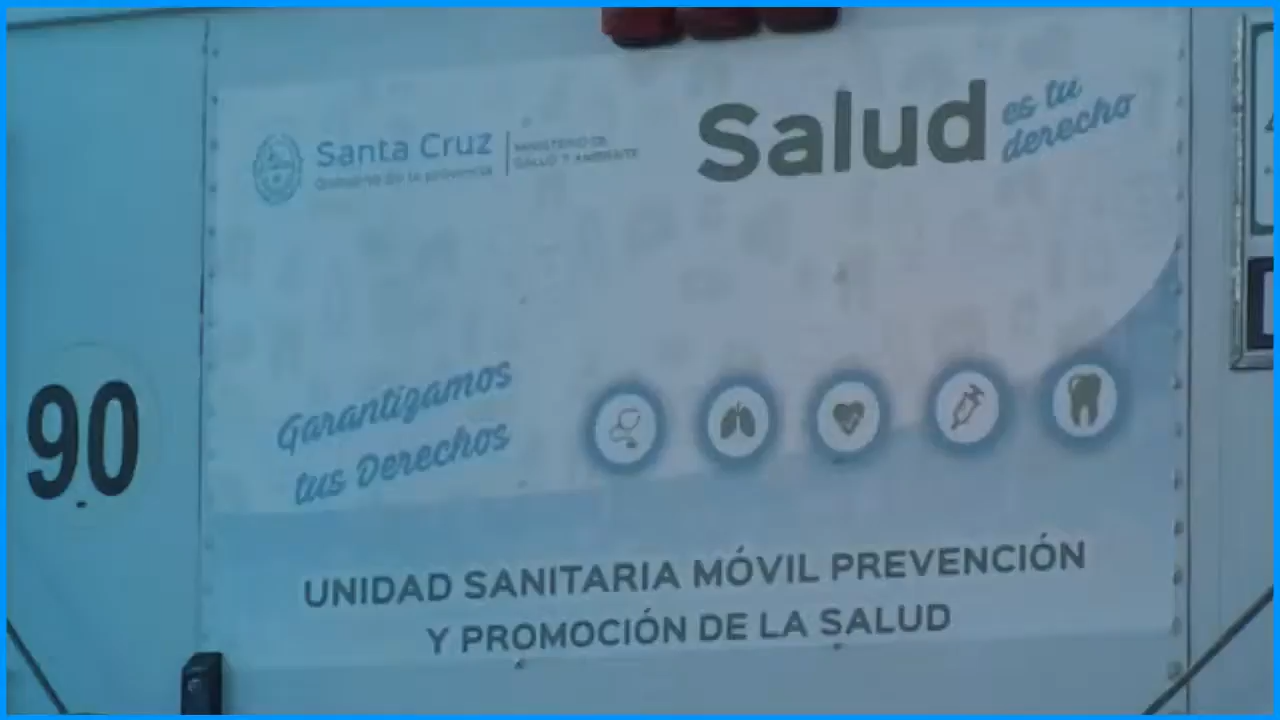 Santa Cruz
Gobierno de la provincia
MINISTERIO DE
SALUD Y AMBIENTE
Salud
es tu
derecho
Garantizamos
tus Derechos
90
UNIDAD SANITARIA MÓVIL PREVENCIÓN
Y PROMOCIÓN DE LA SALUD